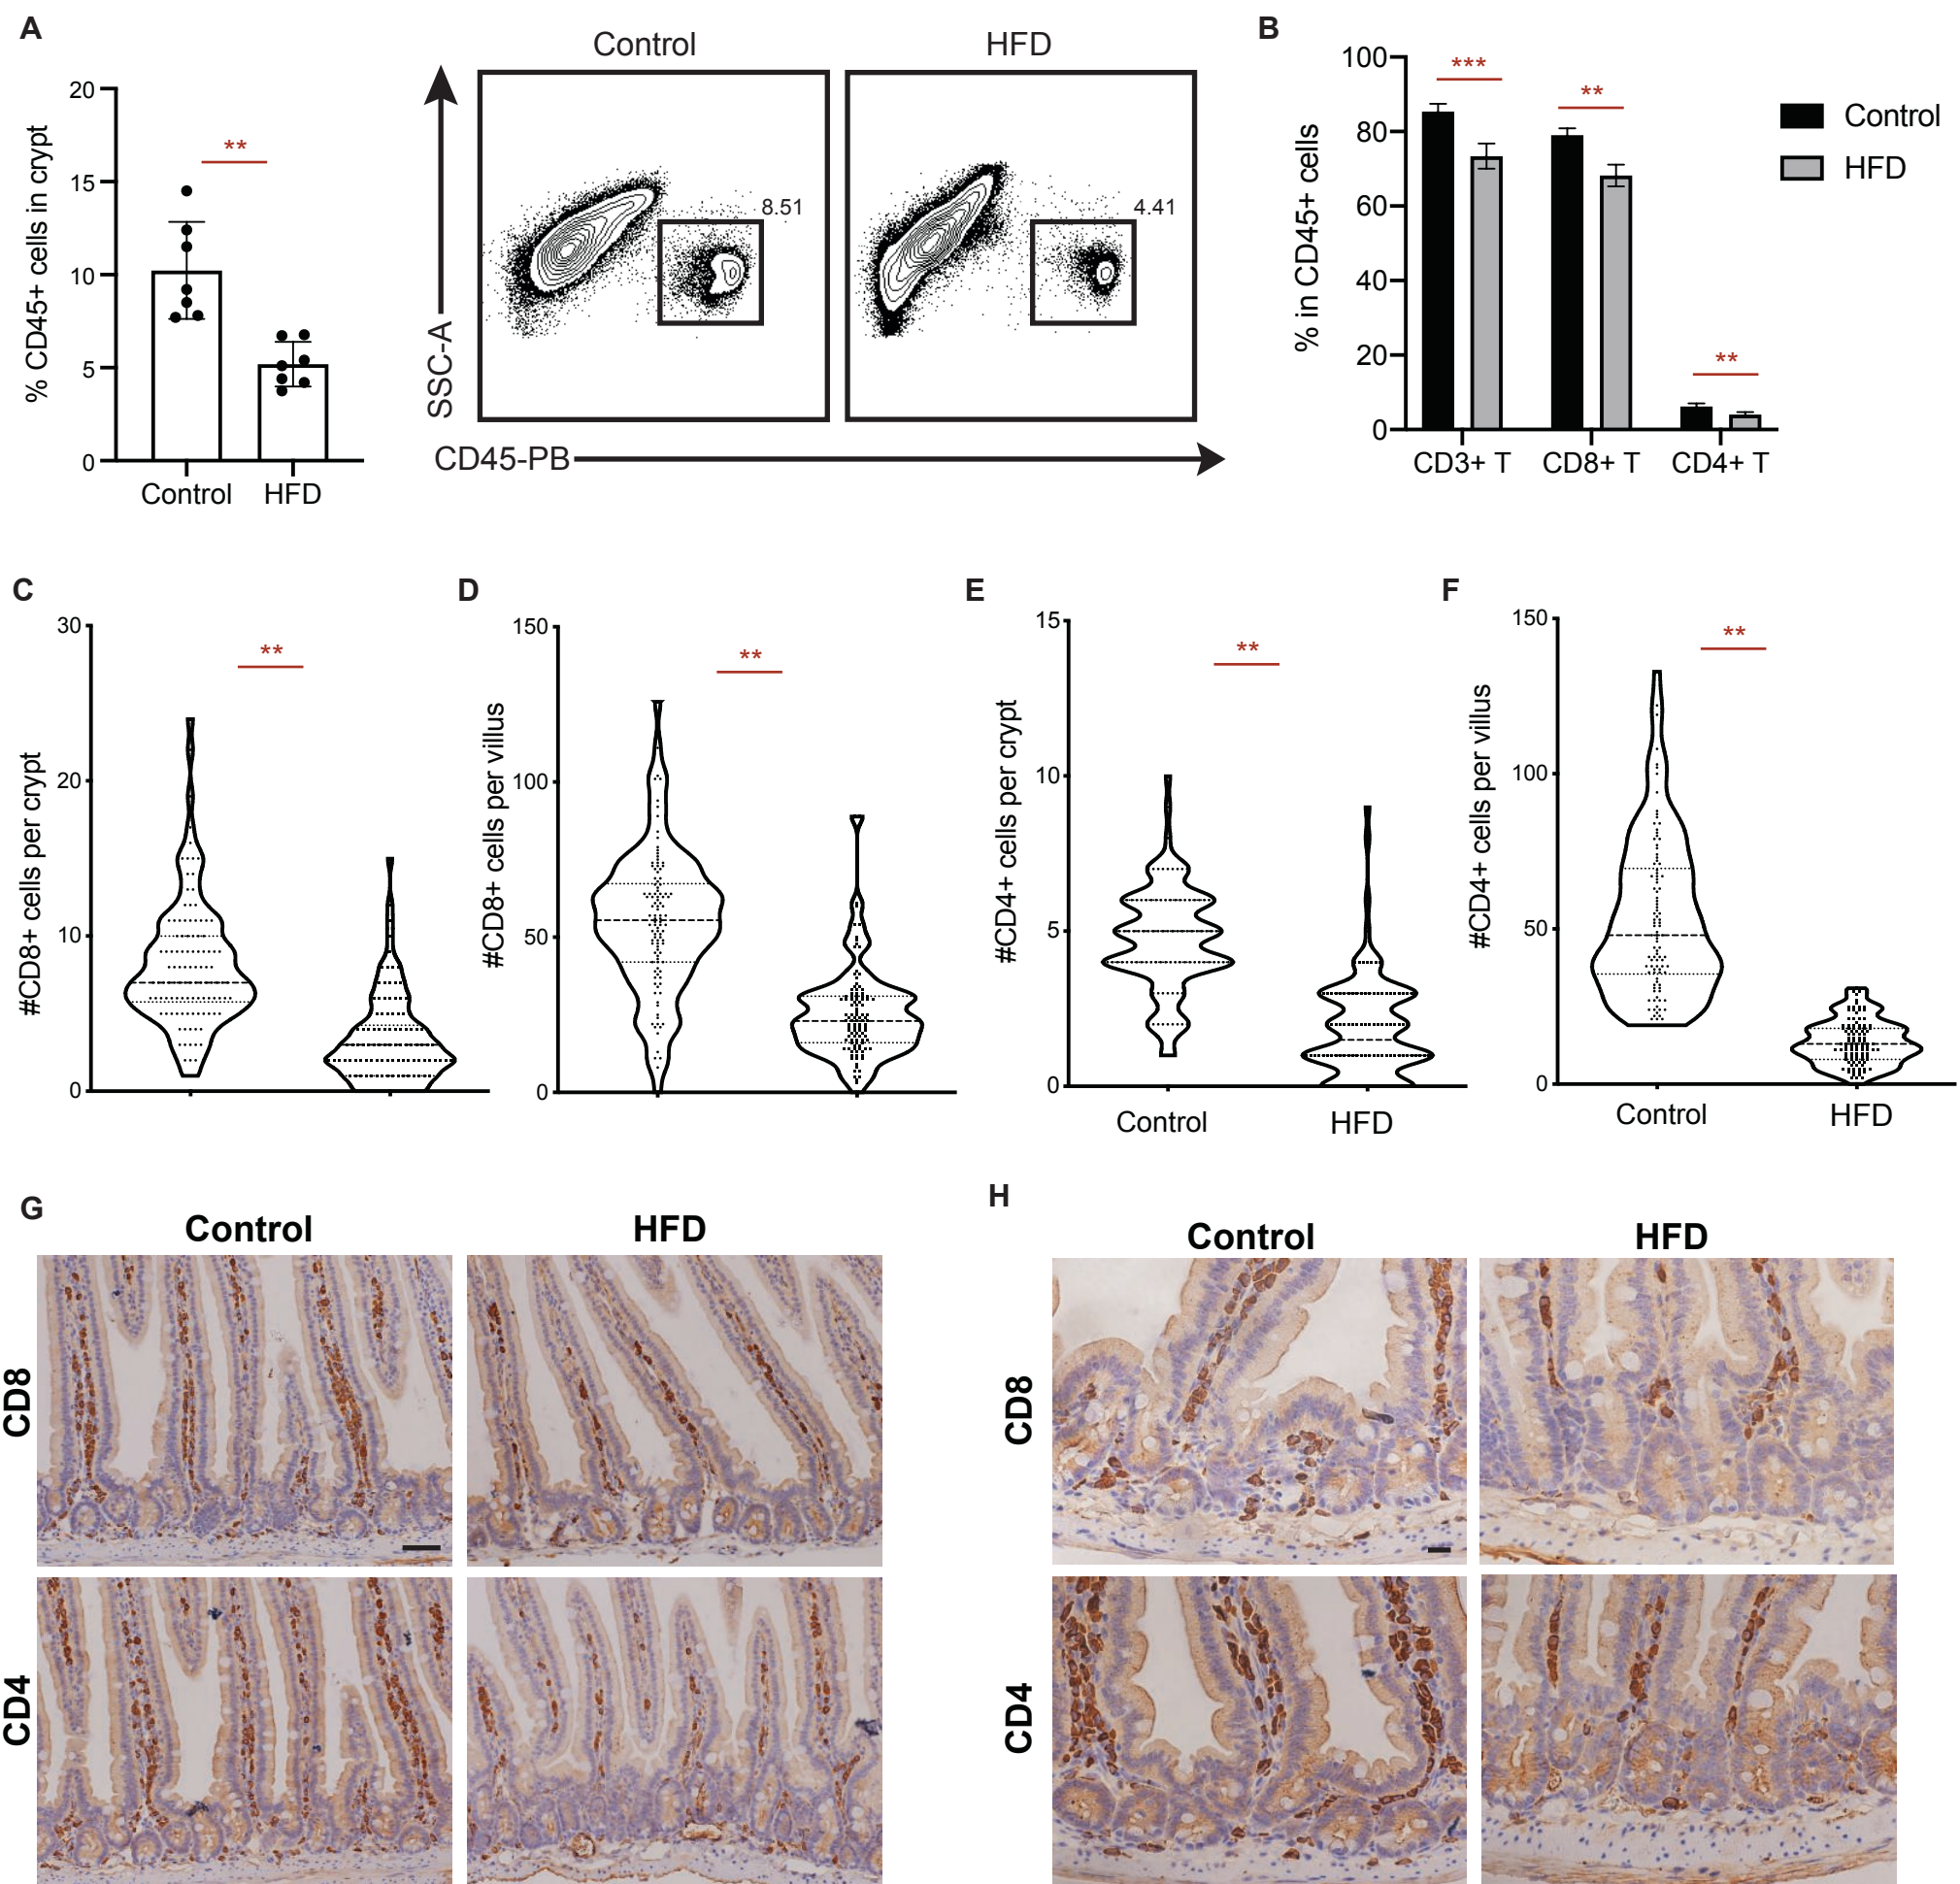 A
% CD45+ cells in crypt
20
15
10
5
0
**
Control
HFD
Control
HFD
SSC-A
8.51
4.41
CD45-PB
B
% in CD45+ cells
100
80
60
40
20
0
***
**
**
CD3+ T
CD8+ T
CD4+ T
Control
HFD
C
#CD8+ cells per crypt
30
20
10
0
**
D
#CD8+ cells per villus
150
100
50
0
**
E
#CD4+ cells per crypt
15
10
5
0
**
Control
HFD
F
#CD4+ cells per villus
150
100
50
0
**
Control
HFD
G
Control
HFD
CD8
CD4
H
Control
HFD
CD8
CD4